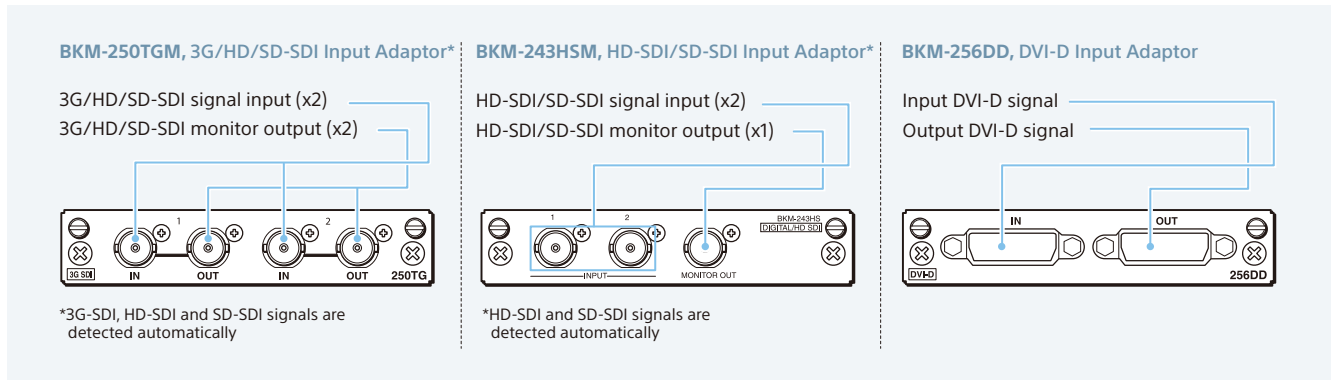 BKM-250TGM, 3G/HD/SD-SDI Input Adaptor*
3G/HD/SD-SDI signal input (x2)
3G/HD/SD-SDI monitor output (x2)
1
2
3G SDI
IN
OUT
IN
OUT
250TG
*3G-SDI, HD-SDI and SD-SDI signals are
detected automatically
BKM-243HSM, HD-SDI/SD-SDI Input Adaptor*
HD-SDI/SD-SDI signal input (x2)
HD-SDI/SD-SDI monitor output (x1)
1
2
BKM-243HS
DIGITAL/HD SDI
INPUT
MONITOR OUT
*HD-SDI and SD-SDI signals are
detected automatically
BKM-256DD, DVI-D Input Adaptor
Input DVI-D signal
Output DVI-D signal
IN
OUT
DVI-D
256DD